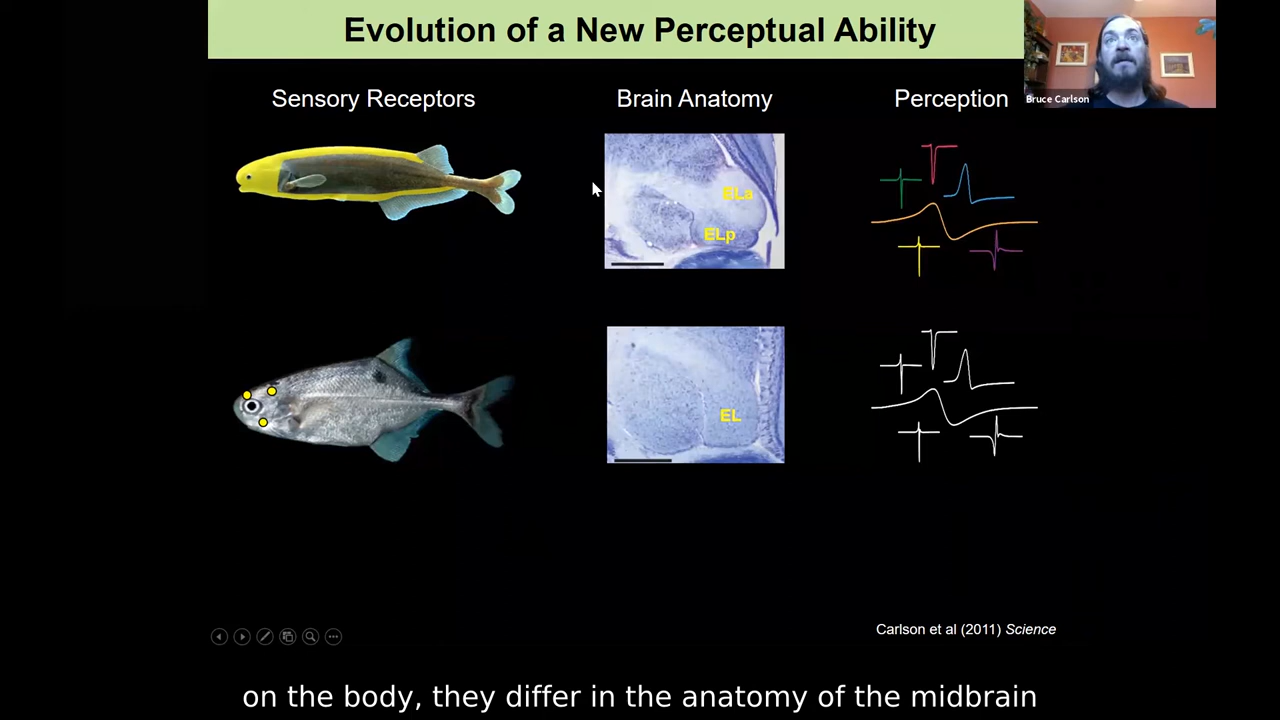 Evolution of a New Perceptual Ability
Bruce Carlson
Sensory Receptors
Brain Anatomy
Perception
ELa
ELp
EL
Carlson et al (2011) Science
on the body, they differ in the anatomy of the midbrain